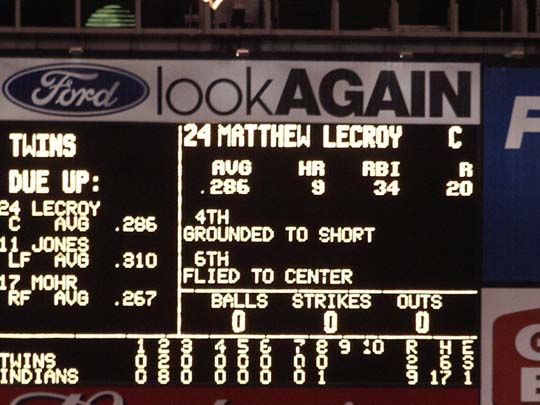 Ford lookAGAIN
TWINS
DUE UP:
24 LECROY
C AVG .286
11 JONES
LF AVG .310
17 MOHR
RF AVG .267
24 MATTHEW LECROY C
AVG HR RBI R
.286 9 34 20
4TH
GROUNDED TO SHORT
6TH
FLIED TO CENTER
BALLS STRIKES OUTS
0 0 0
1 2 3 4 5 6 7 8 9 10 R H E
TWINS 0 2 0 0 0 0 0 0 2 6 5
INDIANS 0 8 0 0 0 0 0 1 9 17 1